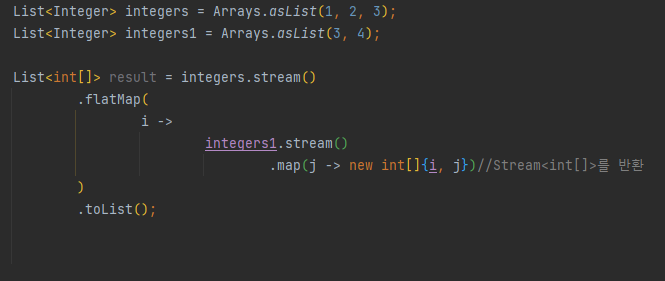 List<Integer> integers = Arrays.asList(1, 2, 3);
List<Integer> integers1 = Arrays.asList(3, 4);
List<int[]> result = integers.stream()
.flatMap(
i ->
integers1.stream()
.map(j -> new int[]{i, j})//Stream<int[]>를 반환
)
.toList();